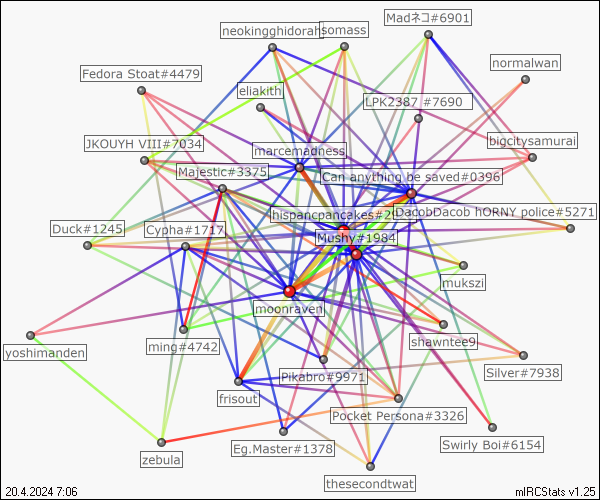 Madネコ#6901
neokingghidorah
somass
normalwan
Fedora Stoat#4479
eliakith
LPK2387 #7690
JKOUYH VIII#7034
marcemadness
bigcitysamurai
Majestic#3375
Can anything be saved#0396
hispancpancakes#2
DacobDacob hORNY police#5271
Duck#1245
Cypha#1717
Mushy#1984
mukszi
moonraven
yoshimanden
ming#4742
shawntee9
Pikabro#9971
Silver#7938
frisout
Pocket Persona#3326
Eg.Master#1378
Swirly Boi#6154
zebula
thesecondtwat
20.4.2024 7:06
mIRCStats v1.25